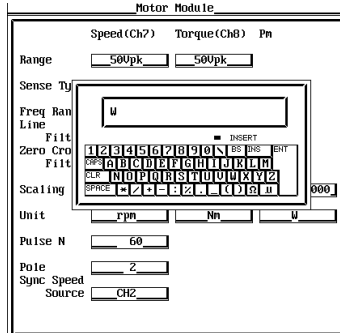 Motor Module
Speed(Ch7) Torque(Ch8) Pm
Range 50Vpk 50Vpk
Sense Ty
W
Freq Ran
Line
Filt INSERT
Zero Cro 1 2 3 4 5 6 7 8 9 0 \ BS INS ENT
Filt CAPS A B C D E F G H I J K L M
CLR N O P Q R S T U V W X Y Z
Scaling SPACE * / + - : % . _ ( ) Ω µ 000
Unit rpm Nm W
Pulse N 60
Pole 2
Sync Speed
Source CH2